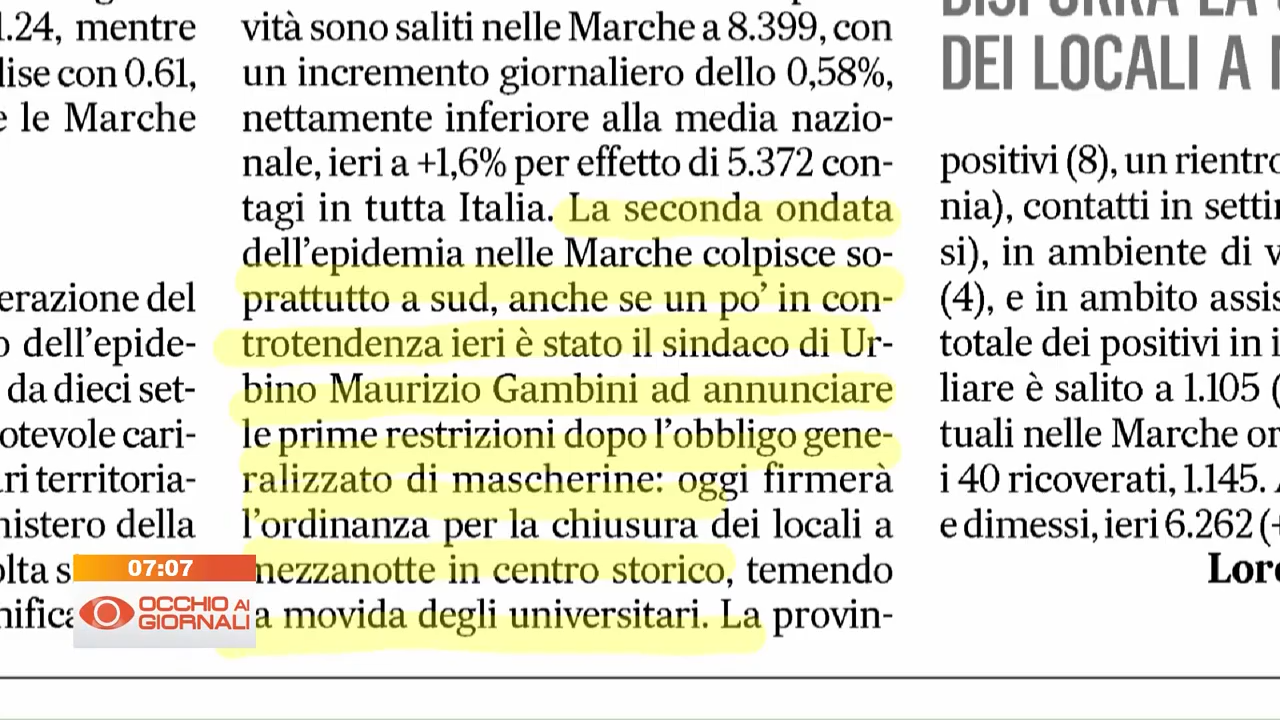 1.24, mentre
lise con 0.61,
e le Marche
erazione del
o dell'epide-
da dieci set-
otevole cari-
ri territoria-
nistero della
olta s
nifica
vità sono saliti nelle Marche a 8.399, con
un incremento giornaliero dello 0,58%,
nettamente inferiore alla media nazio-
nale, ieri a +1,6% per effetto di 5.372 con-
tagi in tutta Italia. La seconda ondata
dell'epidemia nelle Marche colpisce so-
prattutto a sud, anche se un po' in con-
trotendenza ieri è stato il sindaco di Ur-
bino Maurizio Gambini ad annunciare
le prime restrizioni dopo l'obbligo gene-
ralizzato di mascherine: oggi firmerà
l'ordinanza per la chiusura dei locali a
mezzanotte in centro storico, temendo
a movida degli universitari. La provin-
DISPORRÀ LA
DEI LOCALI A
positivi (8), un rientro
nia), contatti in setti
si), in ambiente di v
(4), e in ambito assis
totale dei positivi in i
liare è salito a 1.105 (
tuali nelle Marche or
i 40 ricoverati, 1.145.
e dimessi, ieri 6.262 (
Lore
07:07
OCCHIO AI
GIORNALI